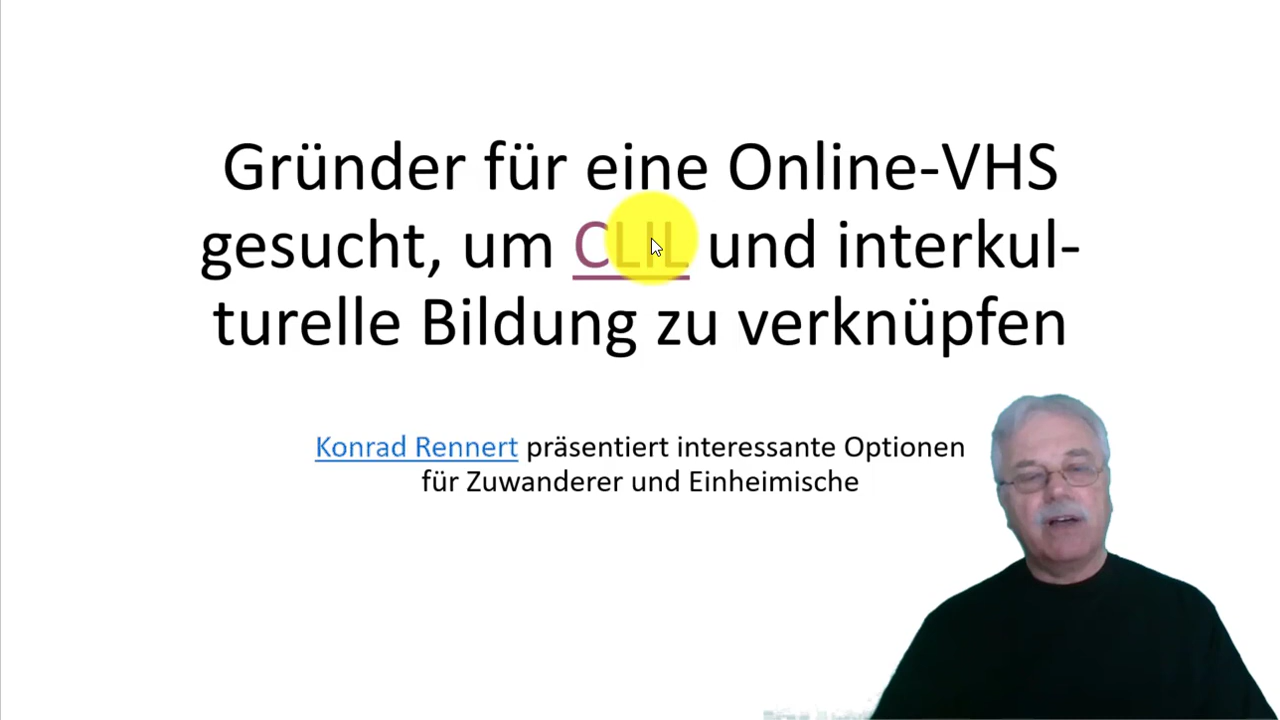 Gründer für eine Online-VHS
gesucht, um CLIL und interkul-
turelle Bildung zu verknüpfen
Konrad Rennert präsentiert interessante Optionen
für Zuwanderer und Einheimische